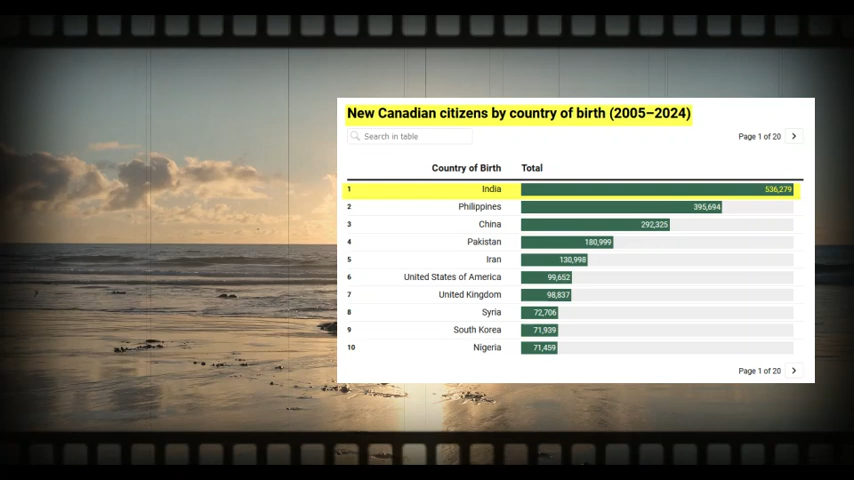 New Canadian citizens by country of birth (2005–2024)
Search in table
Page 1 of 20
Country of Birth Total
1 India 536,279
2 Philippines 395,694
3 China 292,325
4 Pakistan 180,999
5 Iran 130,998
6 United States of America 99,652
7 United Kingdom 98,837
8 Syria 72,706
9 South Korea 71,939
10 Nigeria 71,459
Page 1 of 20